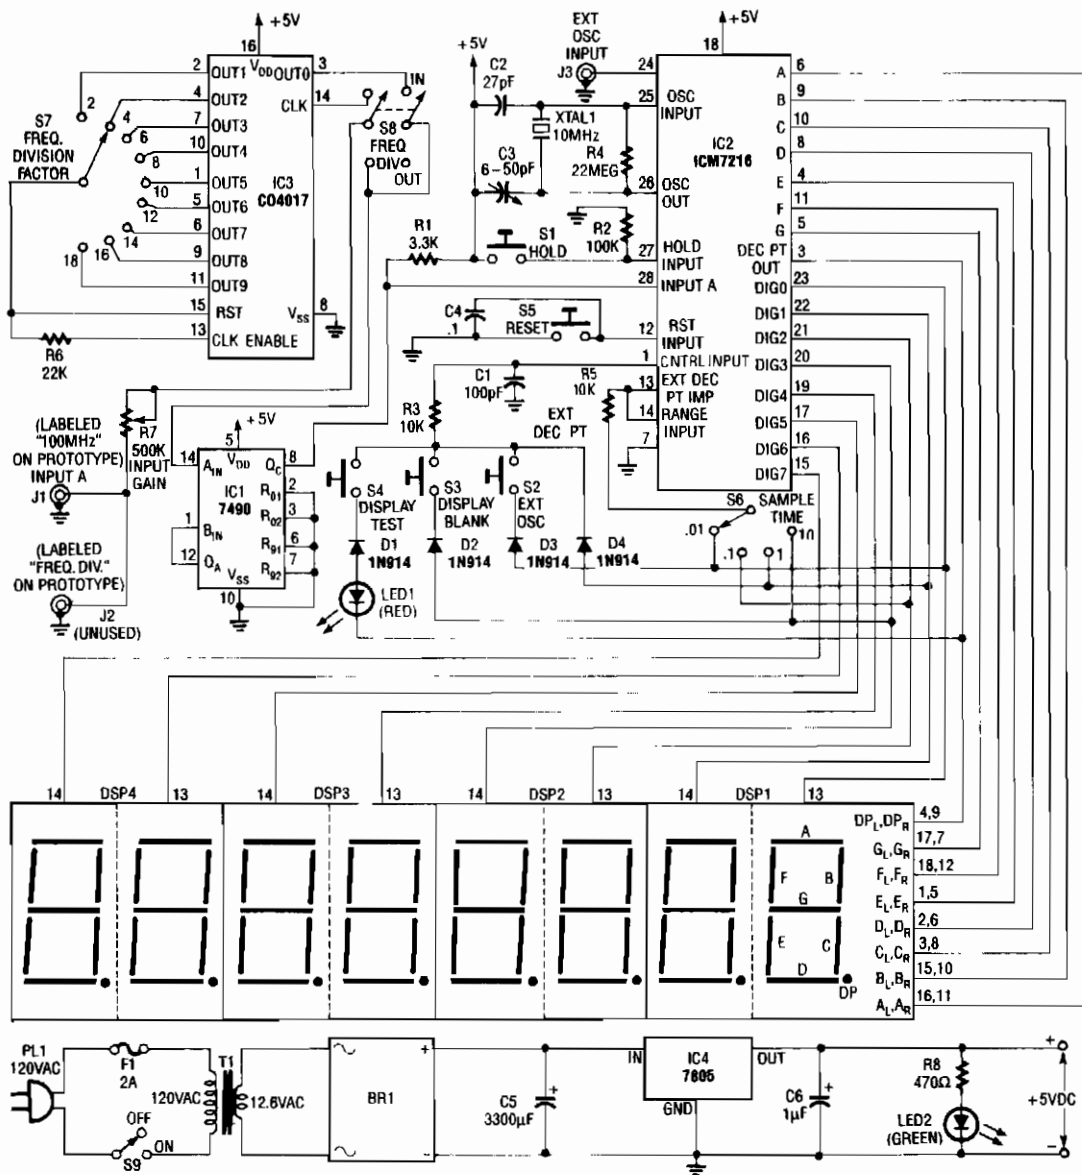 +5V
16
2
OUT1
VDD
OUT0
3
4
OUT2
CLK
14
7
OUT3
10
OUT4
1
OUT5
5
OUT6
6
OUT7
9
OUT8
11
OUT9
15
RST
VSS
8
13
CLK ENABLE
IC3
CO4017
S7
FREQ.
DIVISION
FACTOR
2
4
6
8
10
12
14
16
18
R6
22K
IN
S8
FREQ
DIV
OUT
(LABELED
"100MHz"
ON PROTOTYPE)
INPUT A
J1
R7
500K
INPUT
GAIN
(LABELED
"FREQ. DIV."
ON PROTOTYPE)
J2
(UNUSED)
+5V
5
14
AIN
VDD
QC
8
IC1
7490
R01
2
R02
3
1
BIN
R91
6
12
QA
R92
7
VSS
10
+5V
EXT
OSC
INPUT
J3
C2
27pF
XTAL1
10MHz
C3
6-50pF
R4
22MEG
R1
3.3K
S1
HOLD
R2
100K
C4
.1
S5
RESET
C1
100pF
R3
10K
R5
10K
EXT
DEC PT
S4
DISPLAY
TEST
S3
DISPLAY
BLANK
S2
EXT
OSC
D1
1N914
D2
1N914
D3
1N914
D4
1N914
LED1
(RED)
+5V
18
24
25
OSC
INPUT
26
OSC
OUT
27
HOLD
INPUT
28
INPUT A
12
RST
INPUT
1
CNTRL INPUT
13
EXT DEC
PT IMP
14
RANGE
INPUT
7
IC2
ICM7216
A
6
B
9
C
10
D
8
E
4
F
11
G
5
DEC PT
OUT
3
DIG0
23
DIG1
22
DIG2
21
DIG3
20
DIG4
19
DIG5
17
DIG6
16
DIG7
15
S6
SAMPLE
TIME
.01
.1
1
10
14
DSP4
13
14
DSP3
13
14
DSP2
13
14
DSP1
13
A
F
B
G
E
C
D
DP
DPL,DPR
4,9
GL,GR
17,7
FL,FR
18,12
EL,ER
1,5
DL,DR
2,6
CL,CR
3,8
BL,BR
15,10
AL,AR
16,11
PL1
120VAC
F1
2A
OFF
ON
S9
T1
120VAC
12.6VAC
BR1
+
-
C5
3300µF
+
IN
IC4
7805
OUT
GND
C6
1µF
+
R8
470Ω
LED2
(GREEN)
+
+5VDC
-